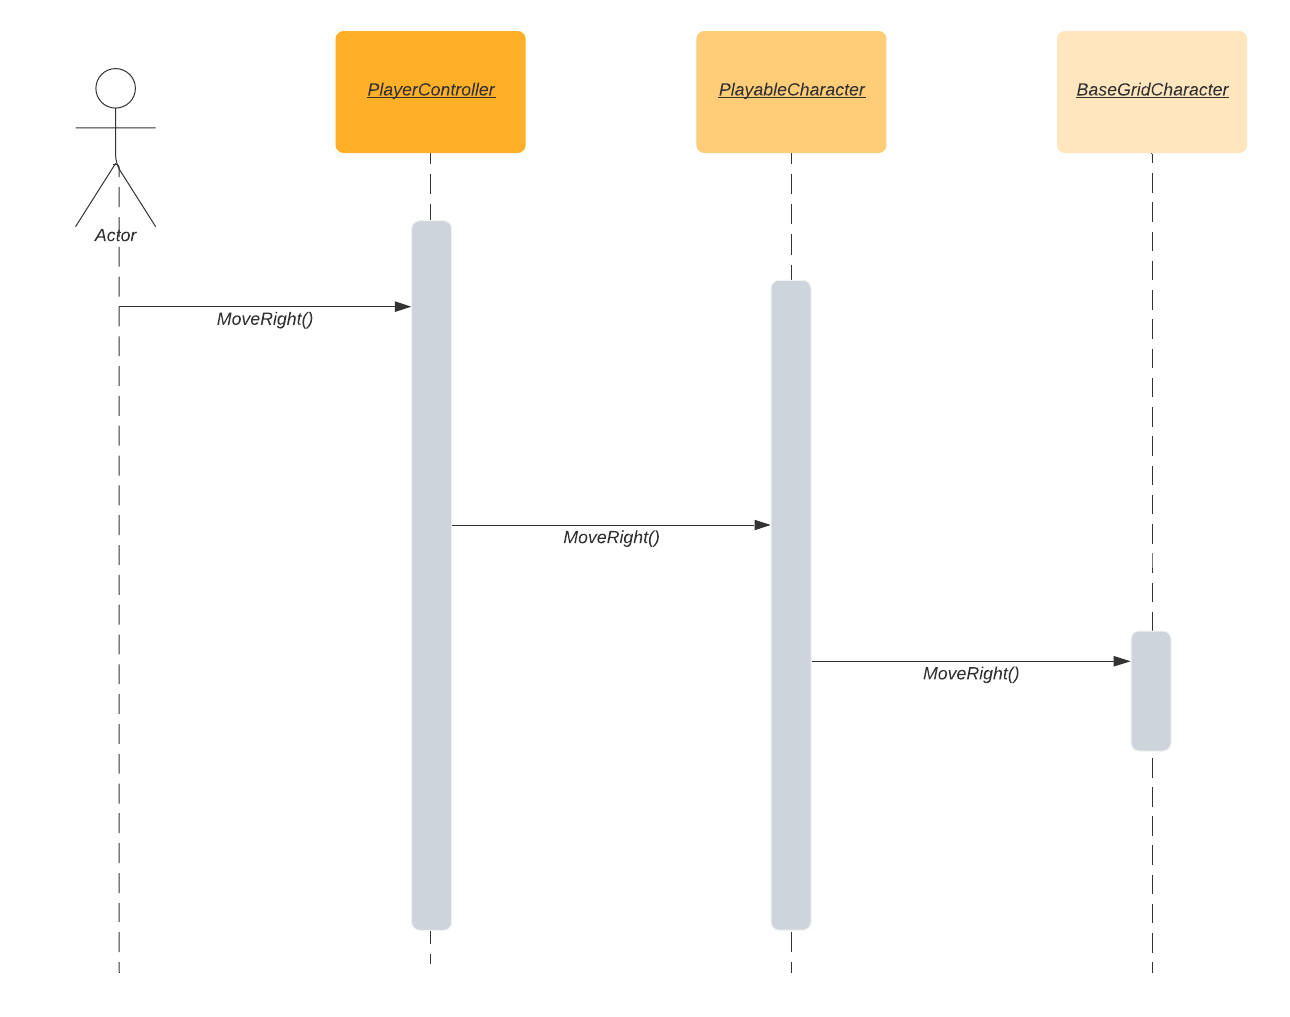 PlayerController
PlayableCharacter
BaseGridCharacter
Actor
MoveRight()
MoveRight()
MoveRight()